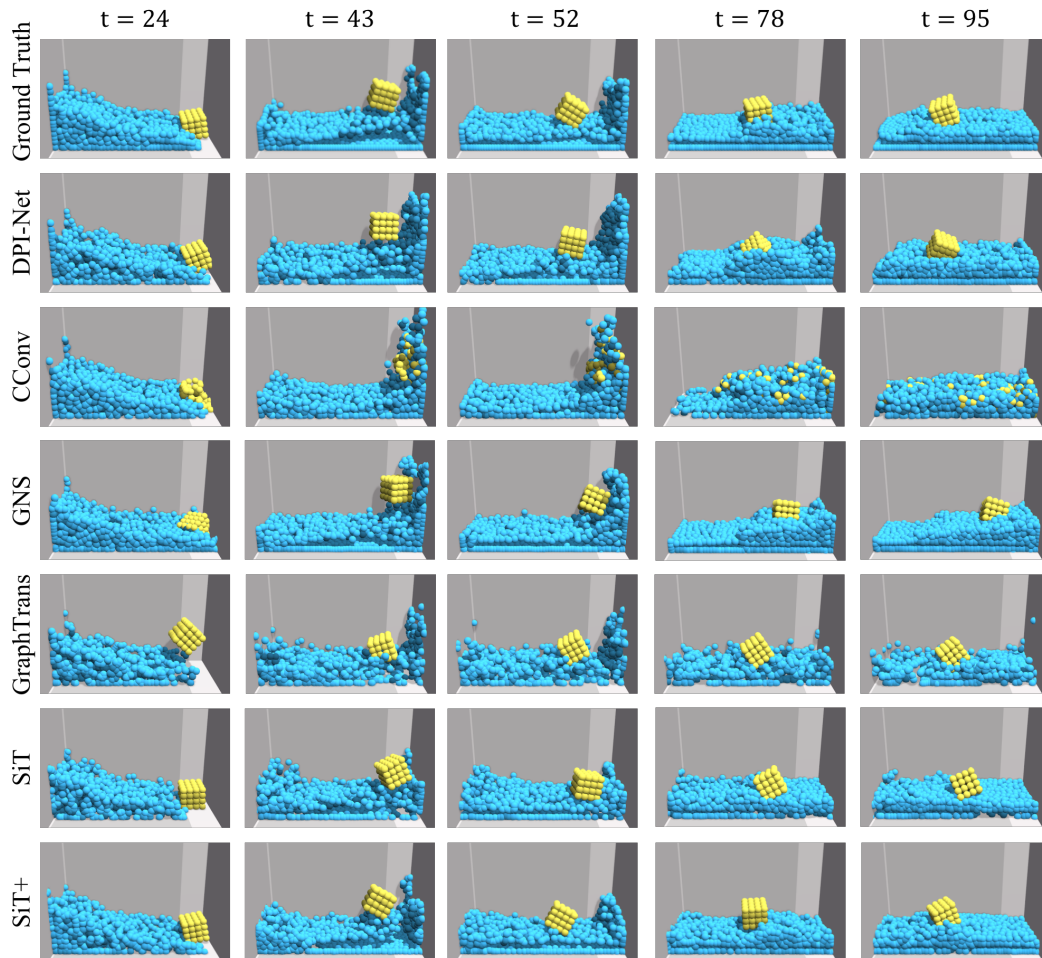 t = 24 t = 43 t = 52 t = 78 t = 95
Ground Truth
DPI-Net
CConv
GNS
GraphTrans
SiT
SiT+